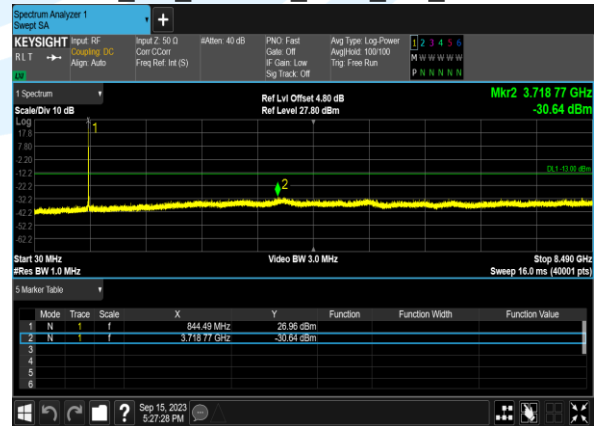 Spectrum Analyzer 1
Swept SA
+
KEYSIGHT Input: RF Input Z: 50 Ω #Atten: 40 dB PNO: Fast Avg Type: Log-Power 1 2 3 4 5 6
RLT Coupling: DC Corr CCorr Gate: Off Avg|Hold: 100/100 M W W W W W
Align: Auto Freq Ref: Int (S) IF Gain: Low Trig: Free Run P N N N N N
Sig Track: Off
LXI
1 Spectrum Ref Lvl Offset 4.80 dB Mkr2 3.718 77 GHz
Scale/Div 10 dB Ref Level 27.80 dBm -30.64 dBm
Log
17.8
1
7.80
-2.20
DL1 -13.00 dBm
-12.2
2
-22.2
-32.2
-42.2
-52.2
-62.2
Start 30 MHz Video BW 3.0 MHz Stop 8.490 GHz
#Res BW 1.0 MHz Sweep 16.0 ms (40001 pts)
5 Marker Table
Mode Trace Scale X Y Function Function Width Function Value
1 N 1 f 844.49 MHz 26.96 dBm
2 N 1 f 3.718 77 GHz -30.64 dBm
3
4
5
6
? Sep 15, 2023
5:27:28 PM